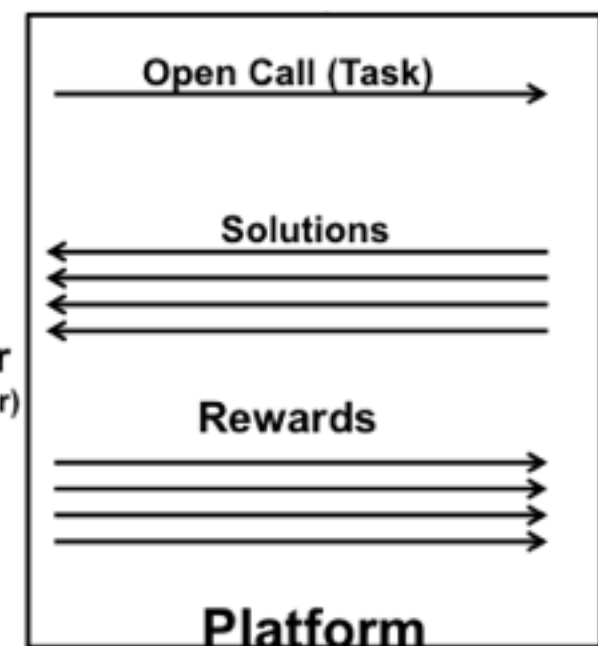 Open Call (Task)
Solutions
r
r)
Rewards
Platform